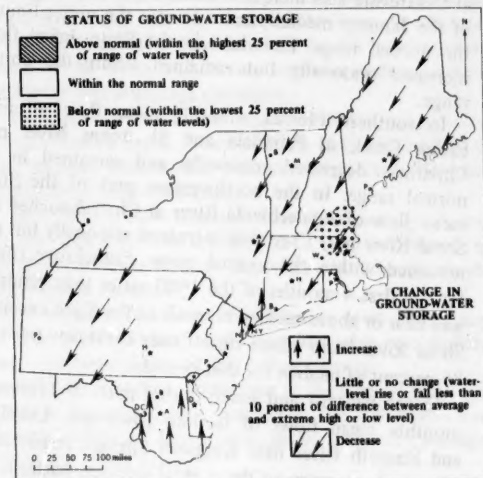 STATUS OF GROUND-WATER STORAGE
Above normal (within the highest 25 percent
of range of water levels)
Within the normal range
Below normal (within the lowest 25 percent
of range of water levels)
CHANGE IN
GROUND-WATER
STORAGE
Increase
Little or no change (water-
level rise or fall less than
10 percent of difference between average
and extreme high or low level)
Decrease
0 25 50 75 100 miles